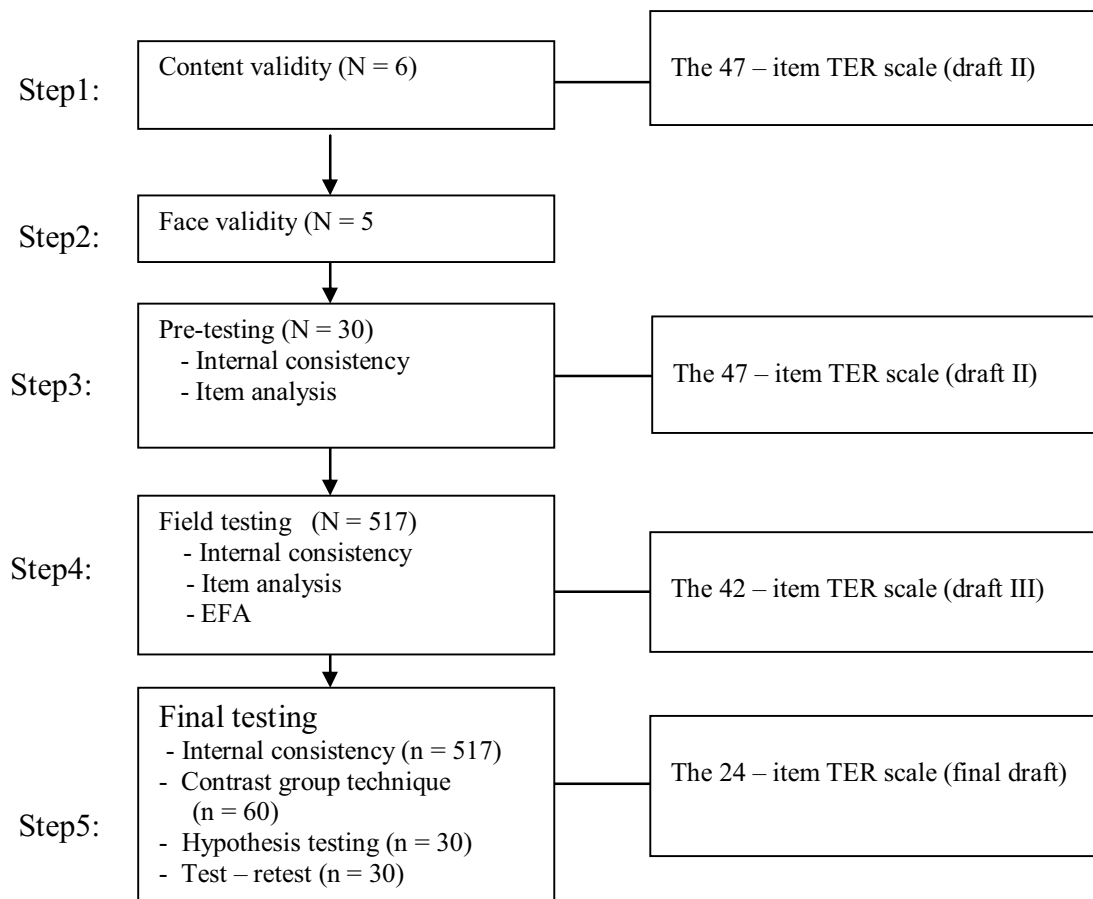 Step1:
Content validity (N = 6)
The 47 – item TER scale (draft II)
Step2:
Face validity (N = 5
Step3:
Pre-testing (N = 30)
- Internal consistency
- Item analysis
The 47 – item TER scale (draft II)
Step4:
Field testing (N = 517)
- Internal consistency
- Item analysis
- EFA
The 42 – item TER scale (draft III)
Step5:
Final testing
- Internal consistency (n = 517)
- Contrast group technique
(n = 60)
- Hypothesis testing (n = 30)
- Test – retest (n = 30)
The 24 – item TER scale (final draft)